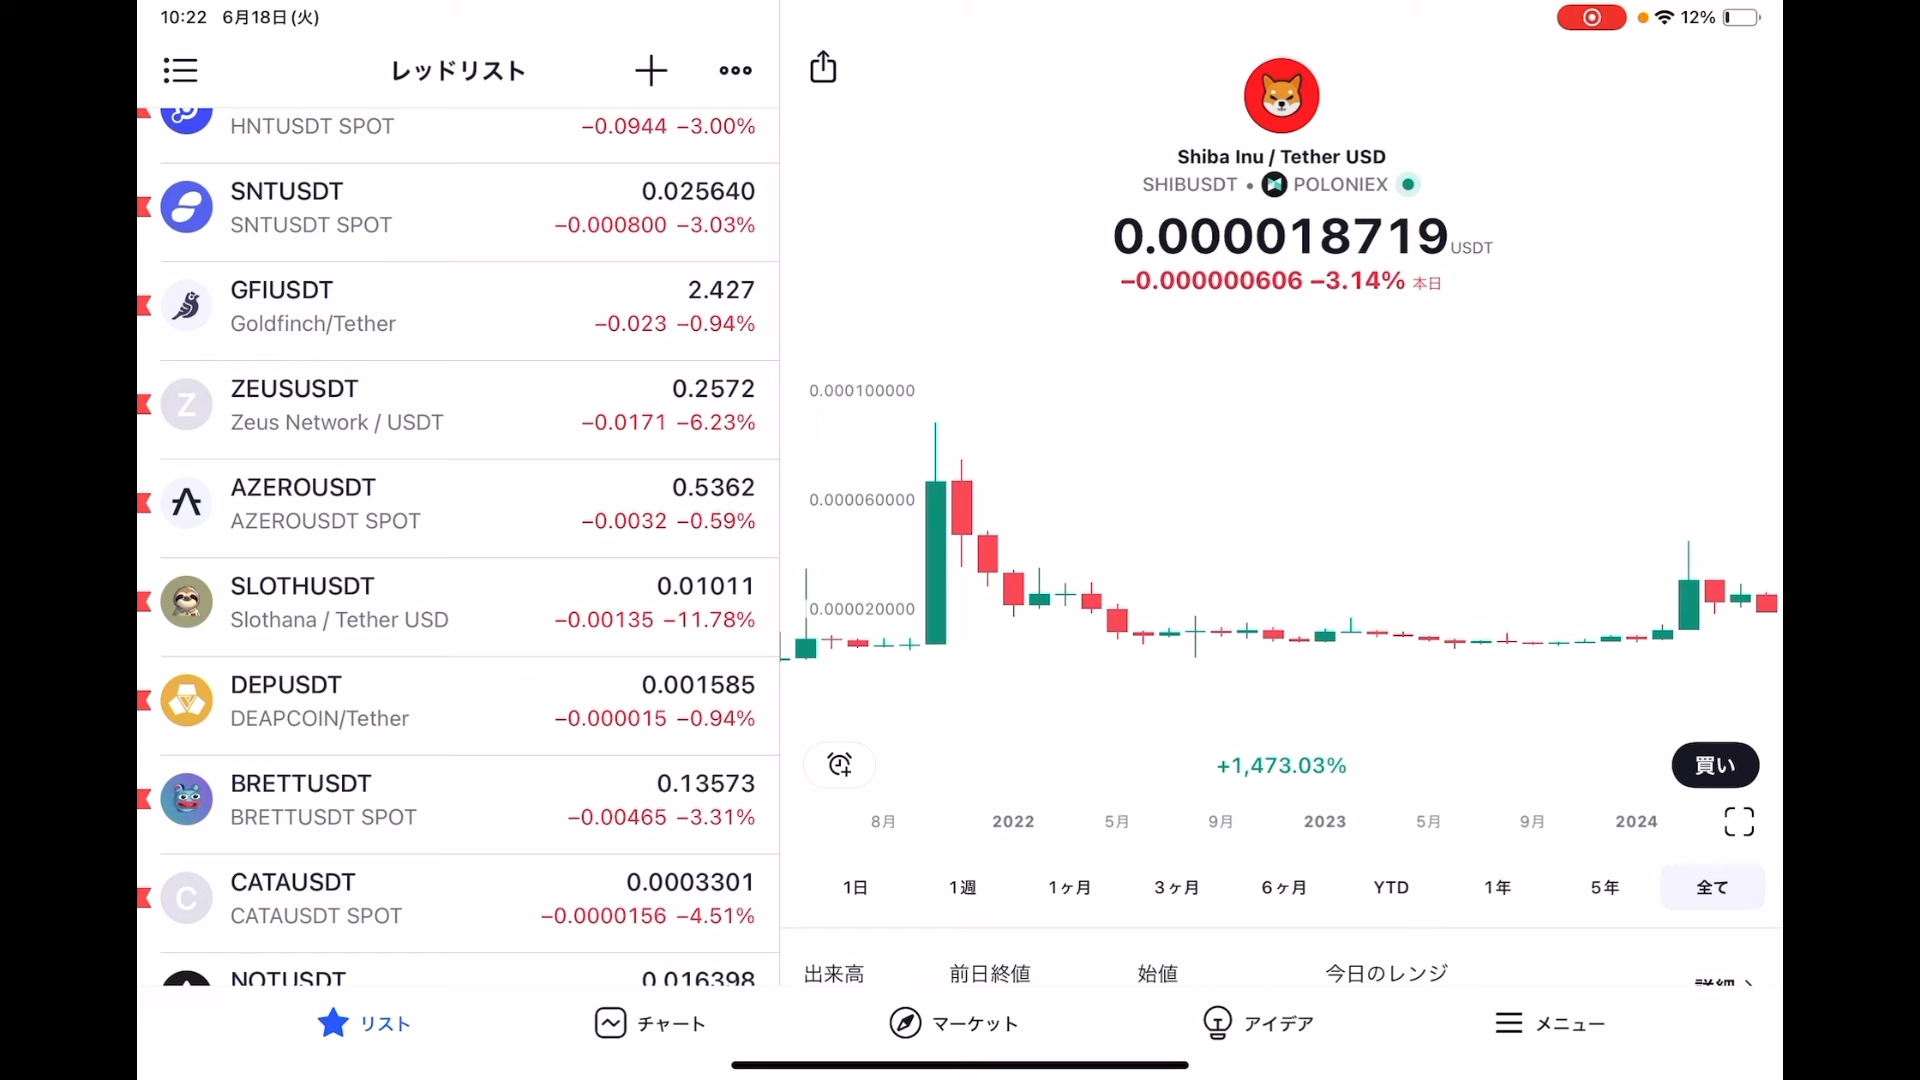 10:22 6月18日(火)
12%
レッドリスト
HNTUSDT SPOT −0.0944 −3.00%
SNTUSDT 0.025640
SNTUSDT SPOT −0.000800 −3.03%
GFIUSDT 2.427
Goldfinch/Tether −0.023 −0.94%
ZEUSUSDT 0.2572
Z
Zeus Network / USDT −0.0171 −6.23%
AZEROUSDT 0.5362
AZEROUSDT SPOT −0.0032 −0.59%
SLOTHUSDT 0.01011
Slothana / Tether USD −0.00135 −11.78%
DEPUSDT 0.001585
DEAPCOIN/Tether −0.000015 −0.94%
BRETTUSDT 0.13573
BRETTUSDT SPOT −0.00465 −3.31%
CATAUSDT 0.0003301
C
CATAUSDT SPOT −0.0000156 −4.51%
NOTUSDT 0.016398
Shiba Inu / Tether USD
SHIBUSDT • POLONIEX
0.000018719 USDT
−0.000000606 −3.14% 本日
0.000100000
0.000060000
0.000020000
+1,473.03%
買い
8月 2022 5月 9月 2023 5月 9月 2024
1日 1週 1ヶ月 3ヶ月 6ヶ月 YTD 1年 5年 全て
出来高 前日終値 始値 今日のレンジ 詳細
リスト チャート マーケット アイデア メニュー